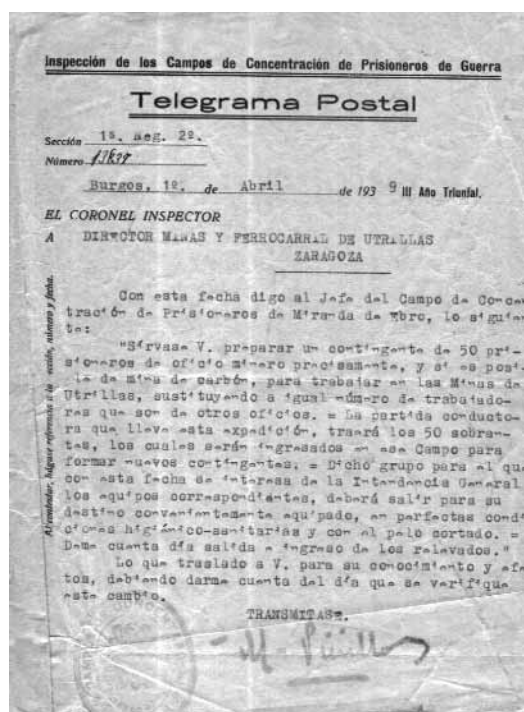 Inspección de los Campos de Concentración de Prisioneros de Guerra
Telegrama Postal
Sección 1ª. Neg. 2º.
Número
Burgos, 1º. de Abril de 193 9 III Año Triunfal.
EL CORONEL INSPECTOR
A DIRECTOR MINAS Y FERROCARRIL DE UTRILLAS
ZARAGOZA
Con esta fecha digo al Jefe del Campo de Concen
tración de Prisioneros de Miranda de Ebro, lo siguien
te:
"Sírvase V. preparar un contingente de 50 pri-
sioneros de oficio minero precisamente, y si es posi-
le de mina de carbón, para trabajar en las Minas de
Utrillas, sustituyendo a igual número de trabajado-
res que son de otros oficios. = La partida conducto-
ra que lleve esta expedición, traerá los 50 sobran-
tes, los cuales serán ingresados en ese Campo para
formar nuevos contingentes. = Dicho grupo para el que
con esta fecha se interesa de la Intendencia General
los equipos correspondientes, deberá salir para su
destino convenientemente equipado, en perfectas condi
ciones higiénico-sanitarias y con el pelo cortado. =
Deme cuenta día salida e ingreso de los relevados."
Lo que traslado a V. para su conocimiento y efe
tos, debiendo darme cuenta del día que se verifique
este cambio.
TRANSMITASE.
Al contestar, hágase referencia a la sección, número y fecha.